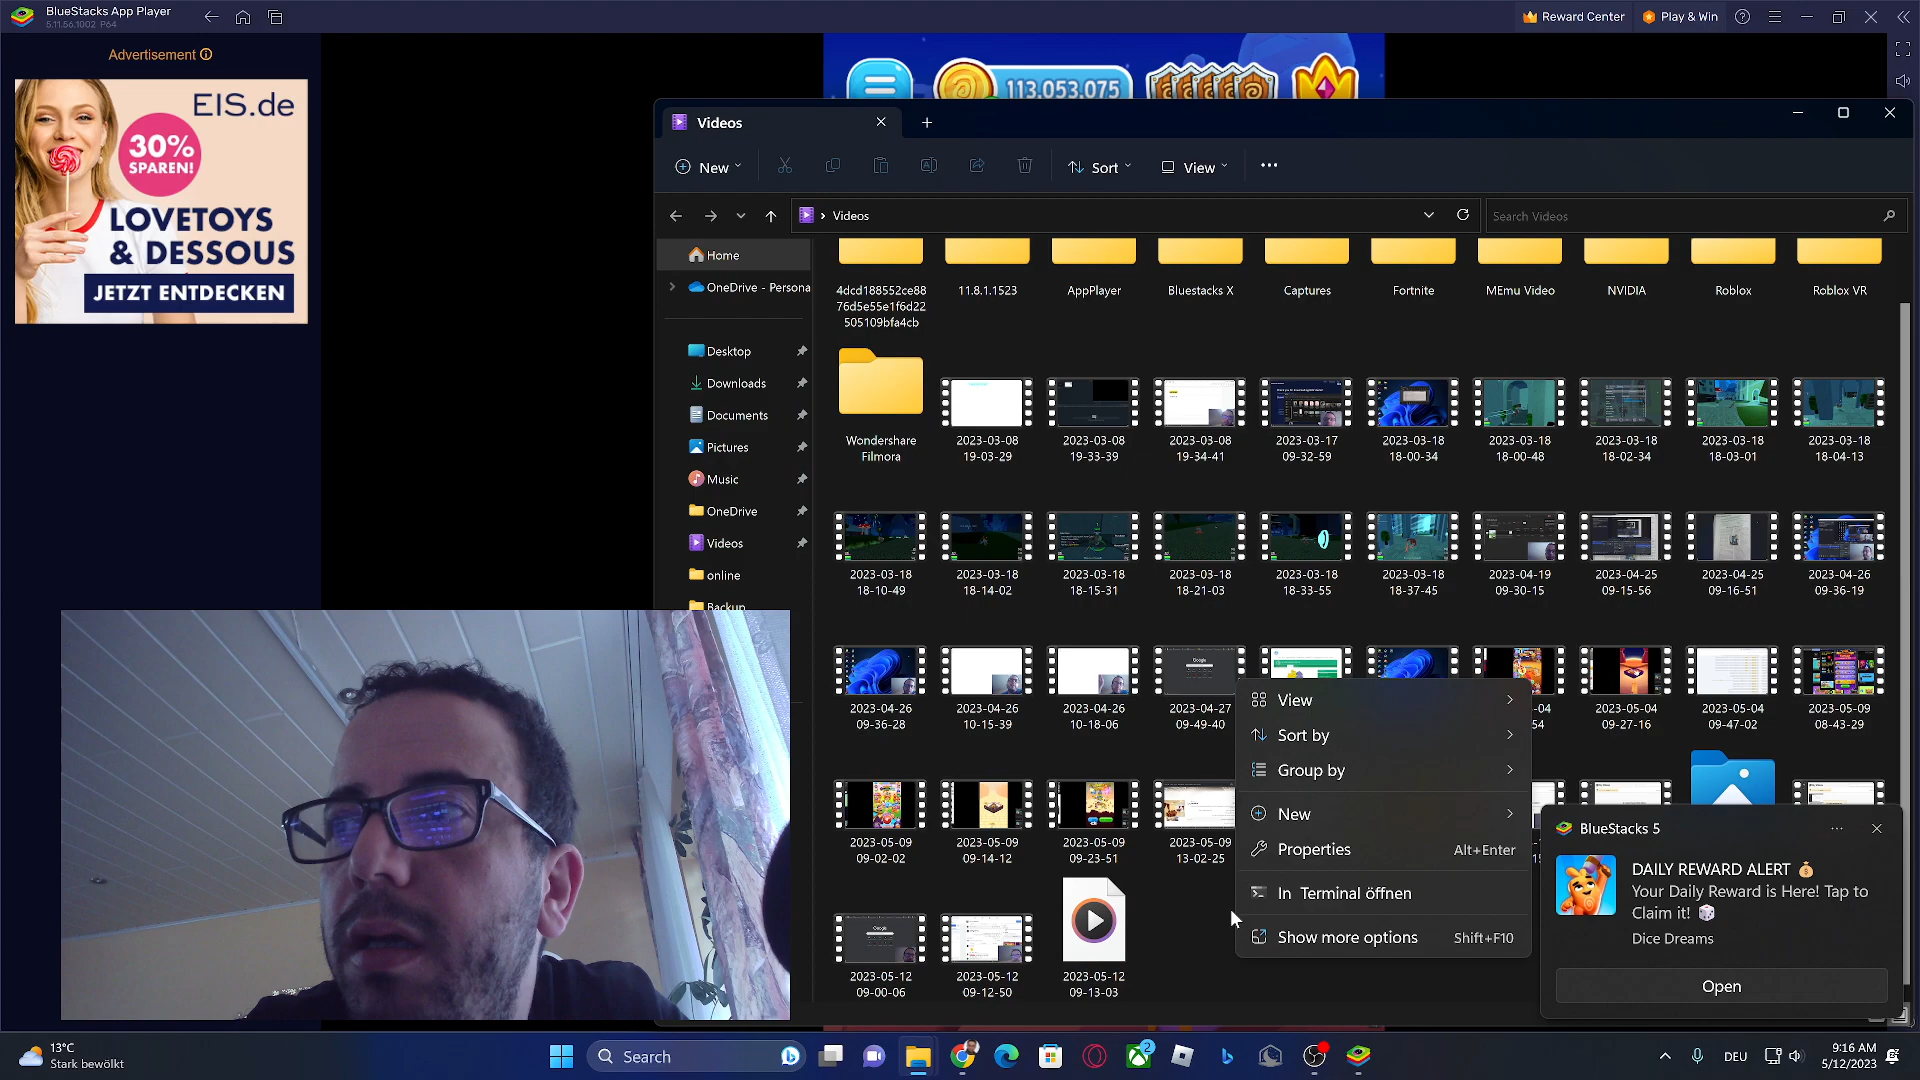 BlueStacks App Player
5.11.56.1002 P64
Reward Center
Play & Win
Advertisement
EIS.de
30%
SPAREN!
LOVETOYS
& DESSOUS
JETZT ENTDECKEN
113.053.075
Videos
New
Sort
View
Videos
Search Videos
Home
OneDrive - Persona
Desktop
Downloads
Documents
Pictures
Music
OneDrive
Videos
online
Backup
4dcd188552ce88
76d5e55e1f6d22
505109bfa4cb
11.8.1.1523
AppPlayer
Bluestacks X
Captures
Fortnite
MEmu Video
NVIDIA
Roblox
Roblox VR
Wondershare
Filmora
2023-03-08
19-03-29
2023-03-08
19-33-39
2023-03-08
19-34-41
2023-03-17
09-32-59
2023-03-18
18-00-34
2023-03-18
18-00-48
2023-03-18
18-02-34
2023-03-18
18-03-01
2023-03-18
18-04-13
2023-03-18
18-10-49
2023-03-18
18-14-02
2023-03-18
18-15-31
2023-03-18
18-21-03
2023-03-18
18-33-55
2023-03-18
18-37-45
2023-04-19
09-30-15
2023-04-25
09-15-56
2023-04-25
09-16-51
2023-04-26
09-36-19
2023-04-26
09-36-28
2023-04-26
10-15-39
2023-04-26
10-18-06
2023-04-27
09-49-40
04
54
2023-05-04
09-27-16
2023-05-04
09-47-02
2023-05-09
08-43-29
2023-05-09
09-02-02
2023-05-09
09-14-12
2023-05-09
09-23-51
2023-05-09
13-02-25
2023-05-12
09-00-06
2023-05-12
09-12-50
2023-05-12
09-13-03
View
Sort by
Group by
New
Properties Alt+Enter
In Terminal öffnen
Show more options Shift+F10
BlueStacks 5
DAILY REWARD ALERT 💰
Your Daily Reward is Here! Tap to
Claim it! 🎲
Dice Dreams
Open
13°C
Stark bewölkt
Search
2
DEU
9:16 AM
5/12/2023